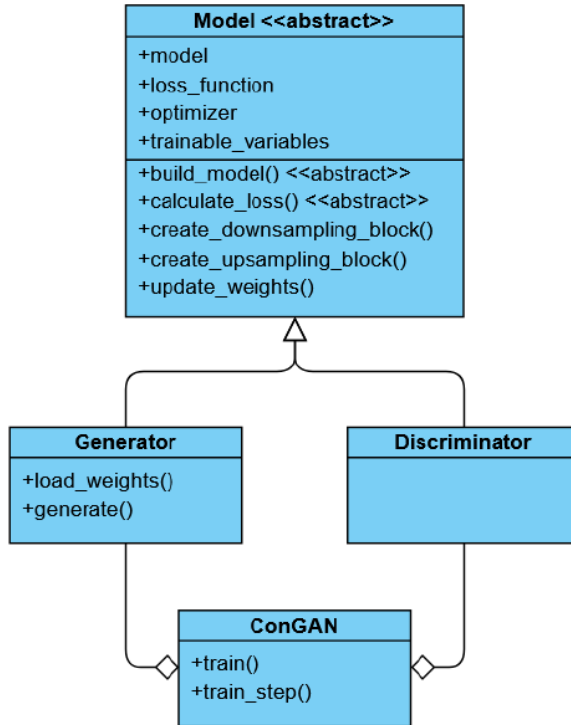 Model <<abstract>>
+model
+loss_function
+optimizer
+trainable_variables
+build_model() <<abstract>>
+calculate_loss() <<abstract>>
+create_downsampling_block()
+create_upsampling_block()
+update_weights()
Generator
+load_weights()
+generate()
Discriminator
ConGAN
+train()
+train_step()